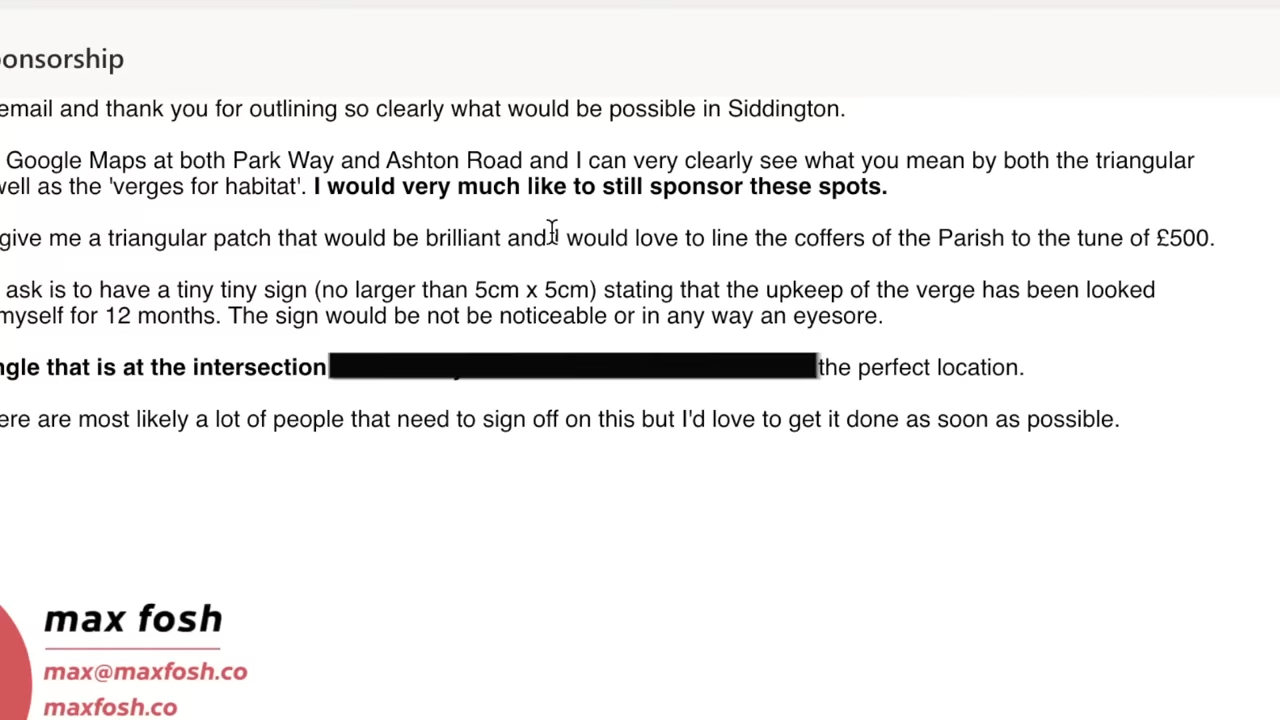 onsorship
email and thank you for outlining so clearly what would be possible in Siddington.
Google Maps at both Park Way and Ashton Road and I can very clearly see what you mean by both the triangular
well as the 'verges for habitat'. I would very much like to still sponsor these spots.
give me a triangular patch that would be brilliant and I would love to line the coffers of the Parish to the tune of £500.
ask is to have a tiny tiny sign (no larger than 5cm x 5cm) stating that the upkeep of the verge has been looked
myself for 12 months. The sign would be not be noticeable or in any way an eyesore.
ngle that is at the intersection the perfect location.
ere are most likely a lot of people that need to sign off on this but I'd love to get it done as soon as possible.
max fosh
max@maxfosh.co
maxfosh.co